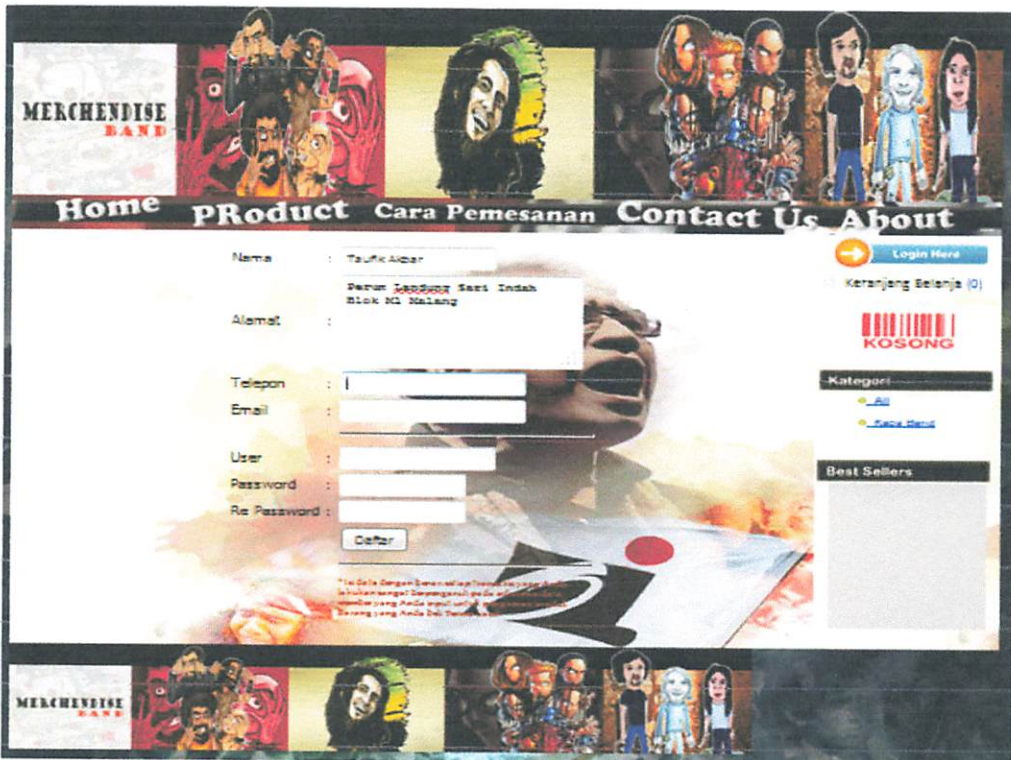 MERCHENDISE
BAND
Home PRoduct Cara Pemesanan Contact Us About
Login Here
Keranjang Belanja (0)
KOSONG
Kategori
All
Kaos Band
Best Sellers
Nama : Taufik Akbar
Alamat : Perum Landung Sari Indah
Blok M1 Malang
Telepon :
Email :
User :
Password :
Re Password :
Daftar
MERCHENDISE
BAND